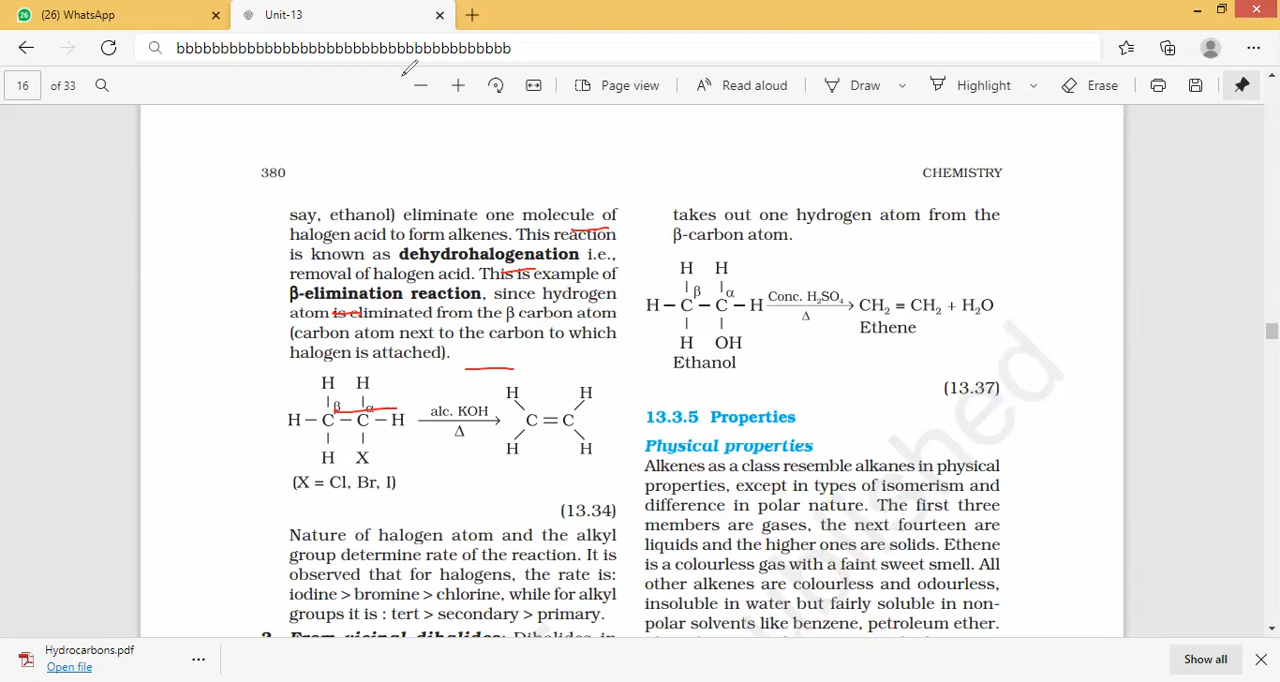 (26) WhatsApp
Unit-13
bbbbbbbbbbbbbbbbbbbbbbbbbbbbbbbbbbbbbb
16 of 33
Page view
Read aloud
Draw
Highlight
Erase
380
CHEMISTRY
say, ethanol) eliminate one molecule of
halogen acid to form alkenes. This reaction
is known as dehydrohalogenation i.e.,
removal of halogen acid. This is example of
β-elimination reaction, since hydrogen
atom is eliminated from the β carbon atom
(carbon atom next to the carbon to which
halogen is attached).
H H
β α
H – C – C – H alc. KOH Δ
H X
H H
C = C
H H
(X = Cl, Br, I)
(13.34)
Nature of halogen atom and the alkyl
group determine rate of the reaction. It is
observed that for halogens, the rate is:
iodine > bromine > chlorine, while for alkyl
groups it is : tert > secondary > primary.
3. From vicinal dihalides: Dihalides in
takes out one hydrogen atom from the
β-carbon atom.
H H
β α
H – C – C – H Conc. H₂SO₄ Δ CH₂ = CH₂ + H₂O
Ethene
H OH
Ethanol
(13.37)
13.3.5 Properties
Physical properties
Alkenes as a class resemble alkanes in physical
properties, except in types of isomerism and
difference in polar nature. The first three
members are gases, the next fourteen are
liquids and the higher ones are solids. Ethene
is a colourless gas with a faint sweet smell. All
other alkenes are colourless and odourless,
insoluble in water but fairly soluble in non-
polar solvents like benzene, petroleum ether.
Hydrocarbons.pdf
Open file
Show all